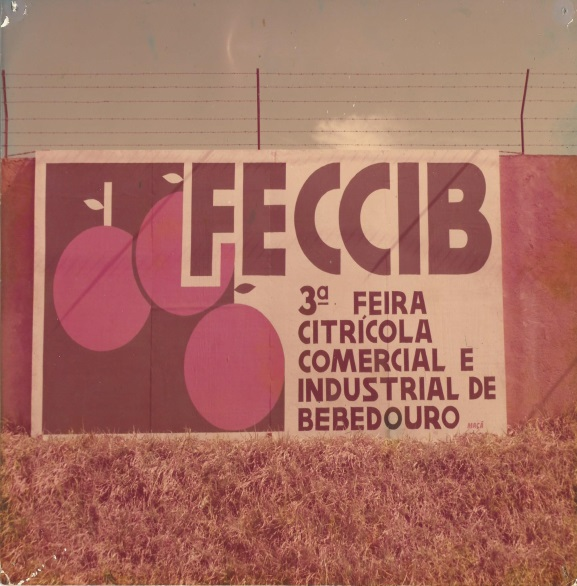 FECCIB
3ª FEIRA
CITRÍCOLA
COMERCIAL E
INDUSTRIAL DE
BEBEDOURO